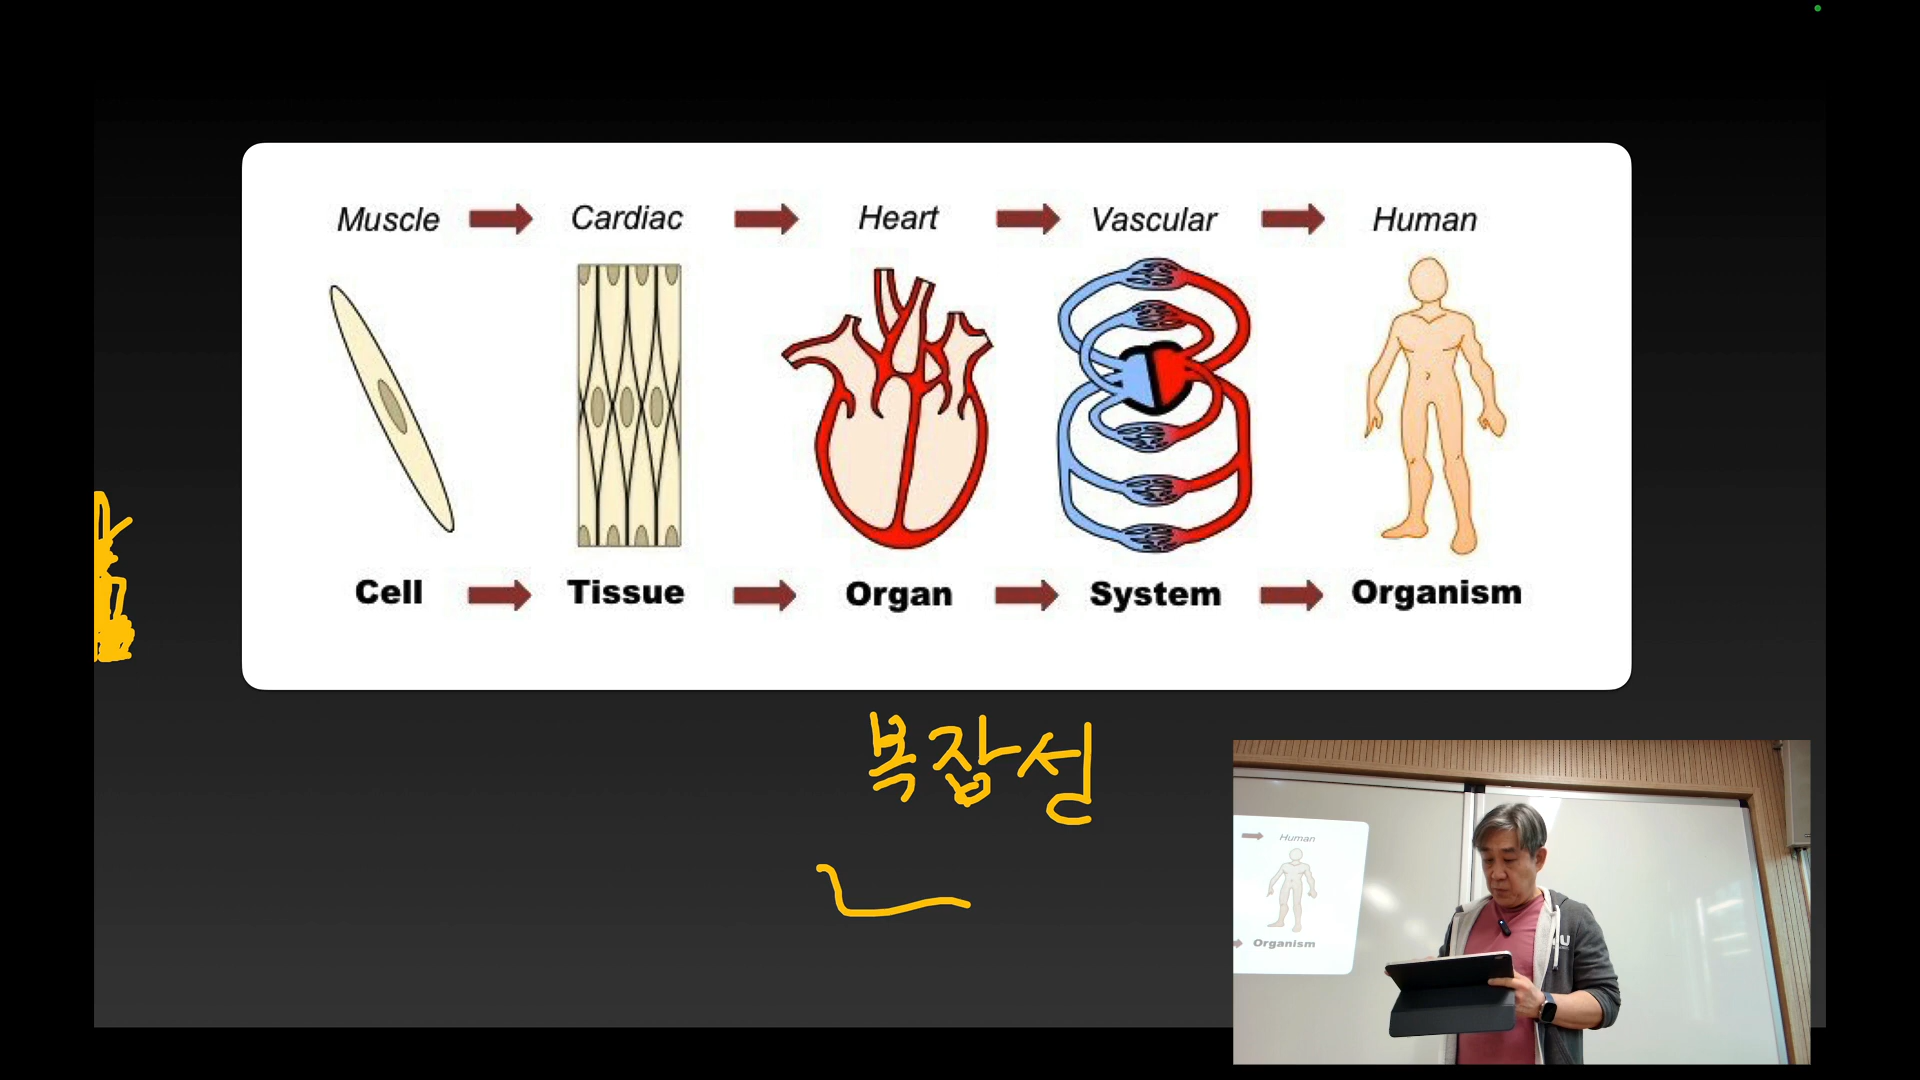 Muscle Cardiac Heart Vascular Human
Cell Tissue Organ System Organism
복잡성
Human
Organism